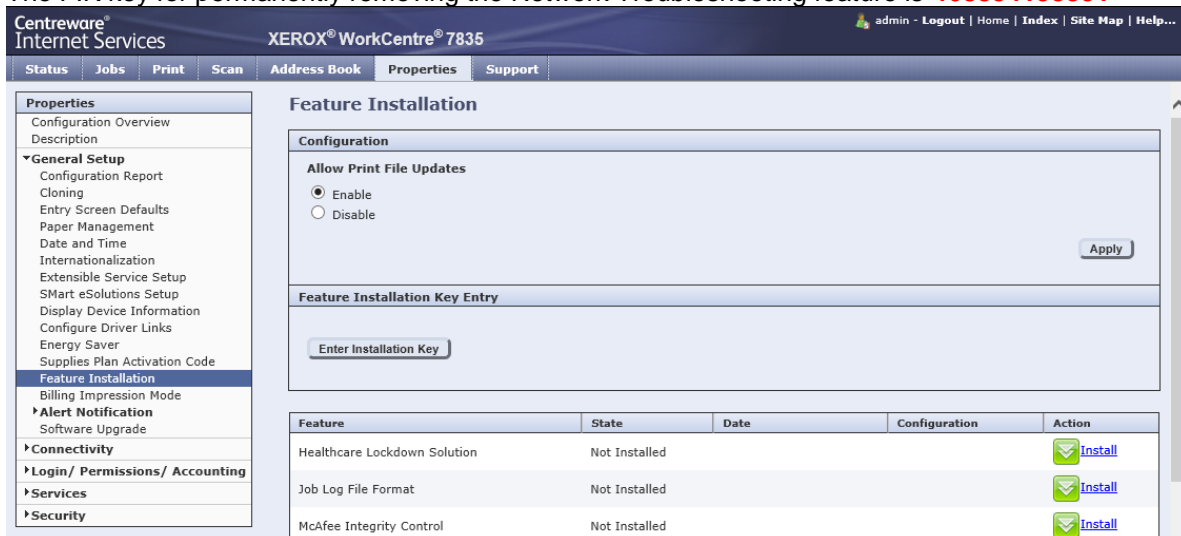 Centreware®
Internet Services
XEROX® WorkCentre® 7835
admin - Logout | Home | Index | Site Map | Help...
Status Jobs Print Scan Address Book Properties Support
Properties
Configuration Overview
Description
General Setup
Configuration Report
Cloning
Entry Screen Defaults
Paper Management
Date and Time
Internationalization
Extensible Service Setup
SMart eSolutions Setup
Display Device Information
Configure Driver Links
Energy Saver
Supplies Plan Activation Code
Feature Installation
Billing Impression Mode
Alert Notification
Software Upgrade
Connectivity
Login/ Permissions/ Accounting
Services
Security
Feature Installation
Configuration
Allow Print File Updates
Enable
Disable
Apply
Feature Installation Key Entry
Enter Installation Key
Feature State Date Configuration Action
Healthcare Lockdown Solution Not Installed Install
Job Log File Format Not Installed Install
McAfee Integrity Control Not Installed Install